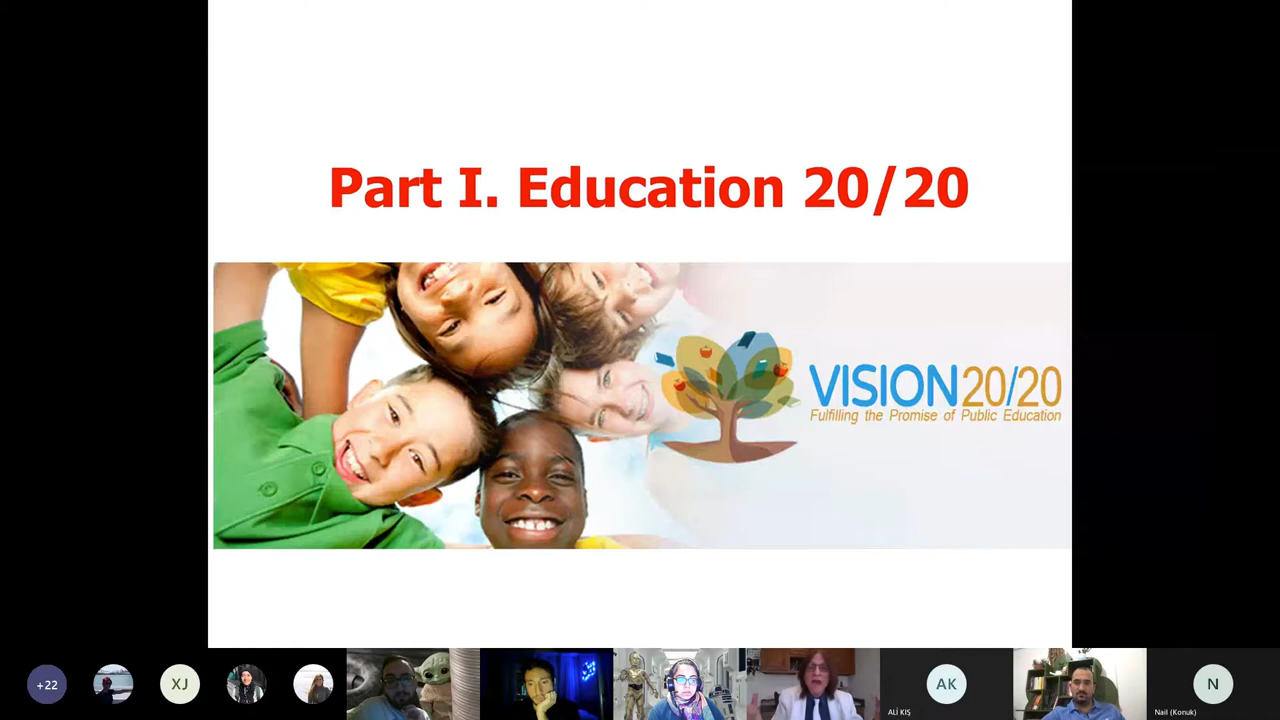 Part I. Education 20/20
VISION 20/20
Fulfilling the Promise of Public Education
+22
XJ
AK
ALİ KIŞ
N
Nail (Konuk)